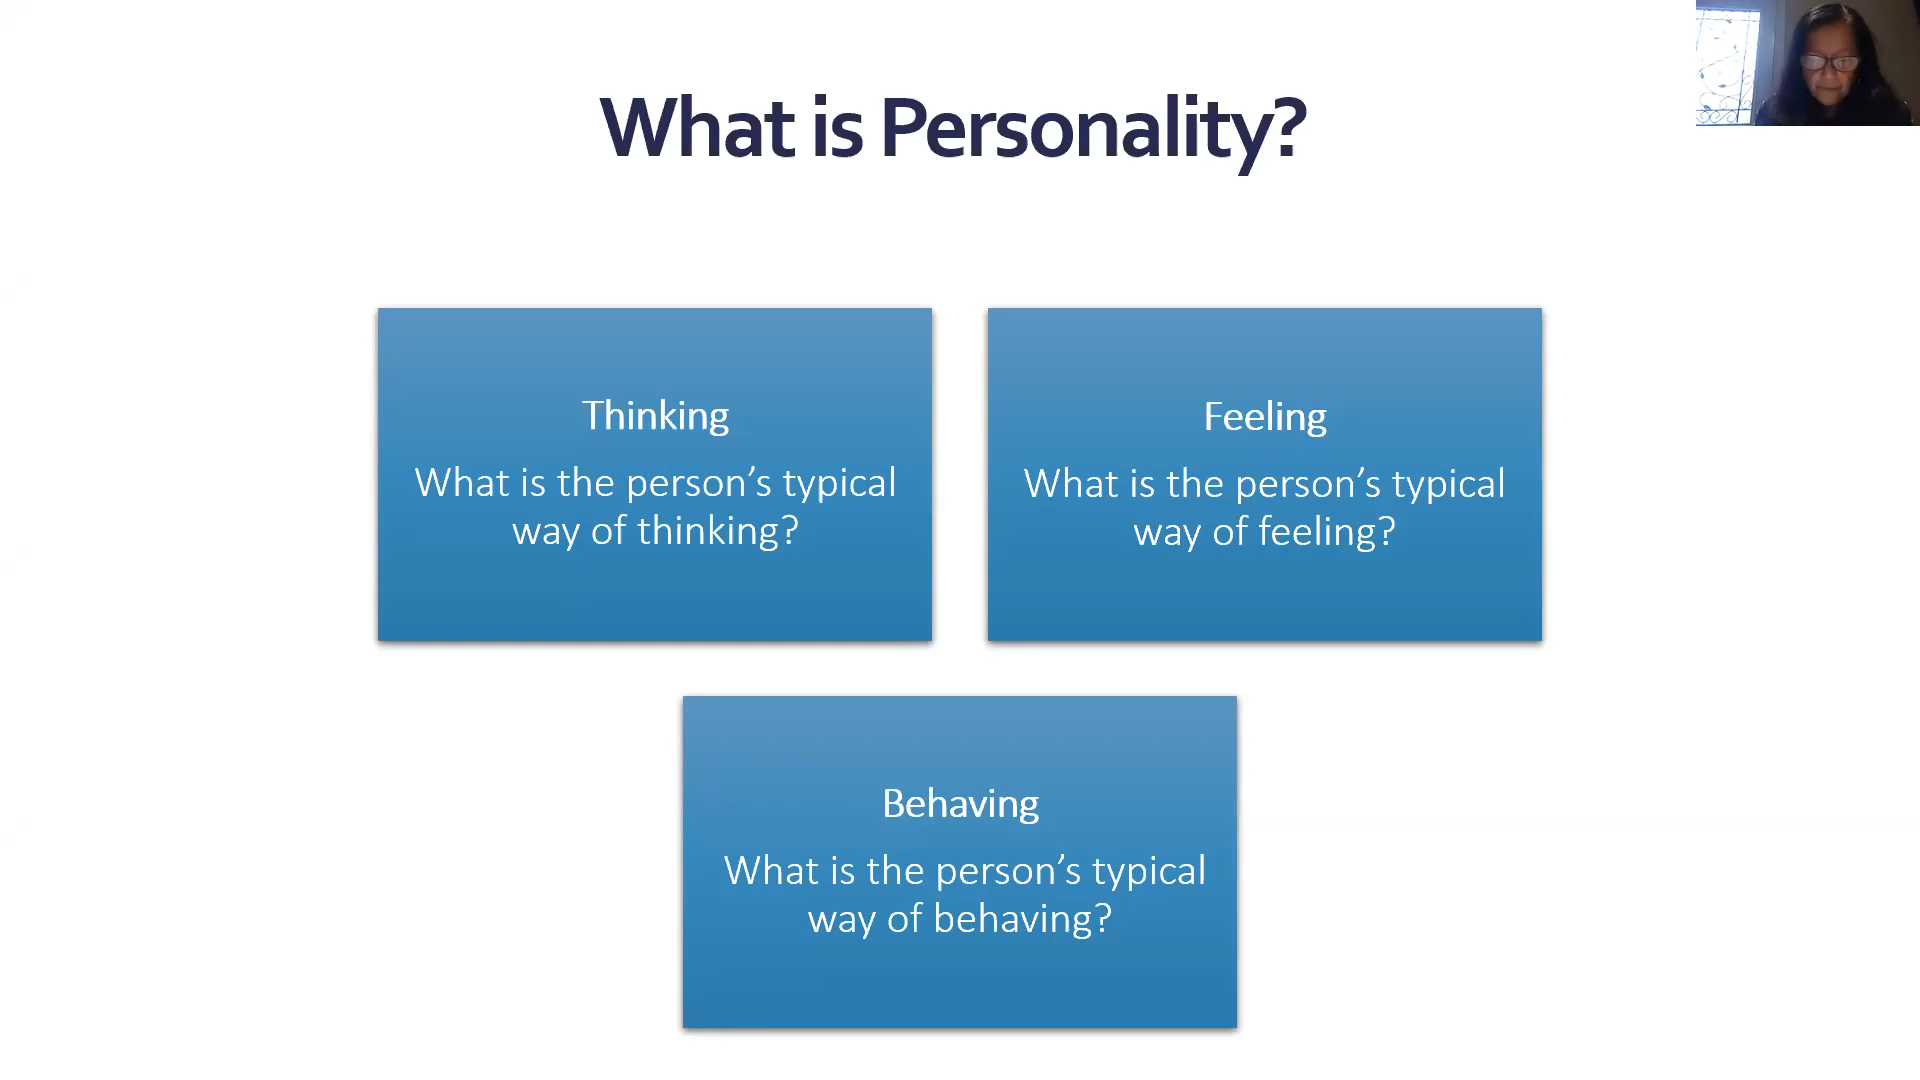 What is Personality?
Thinking
What is the person’s typical
way of thinking?
Feeling
What is the person’s typical
way of feeling?
Behaving
What is the person’s typical
way of behaving?